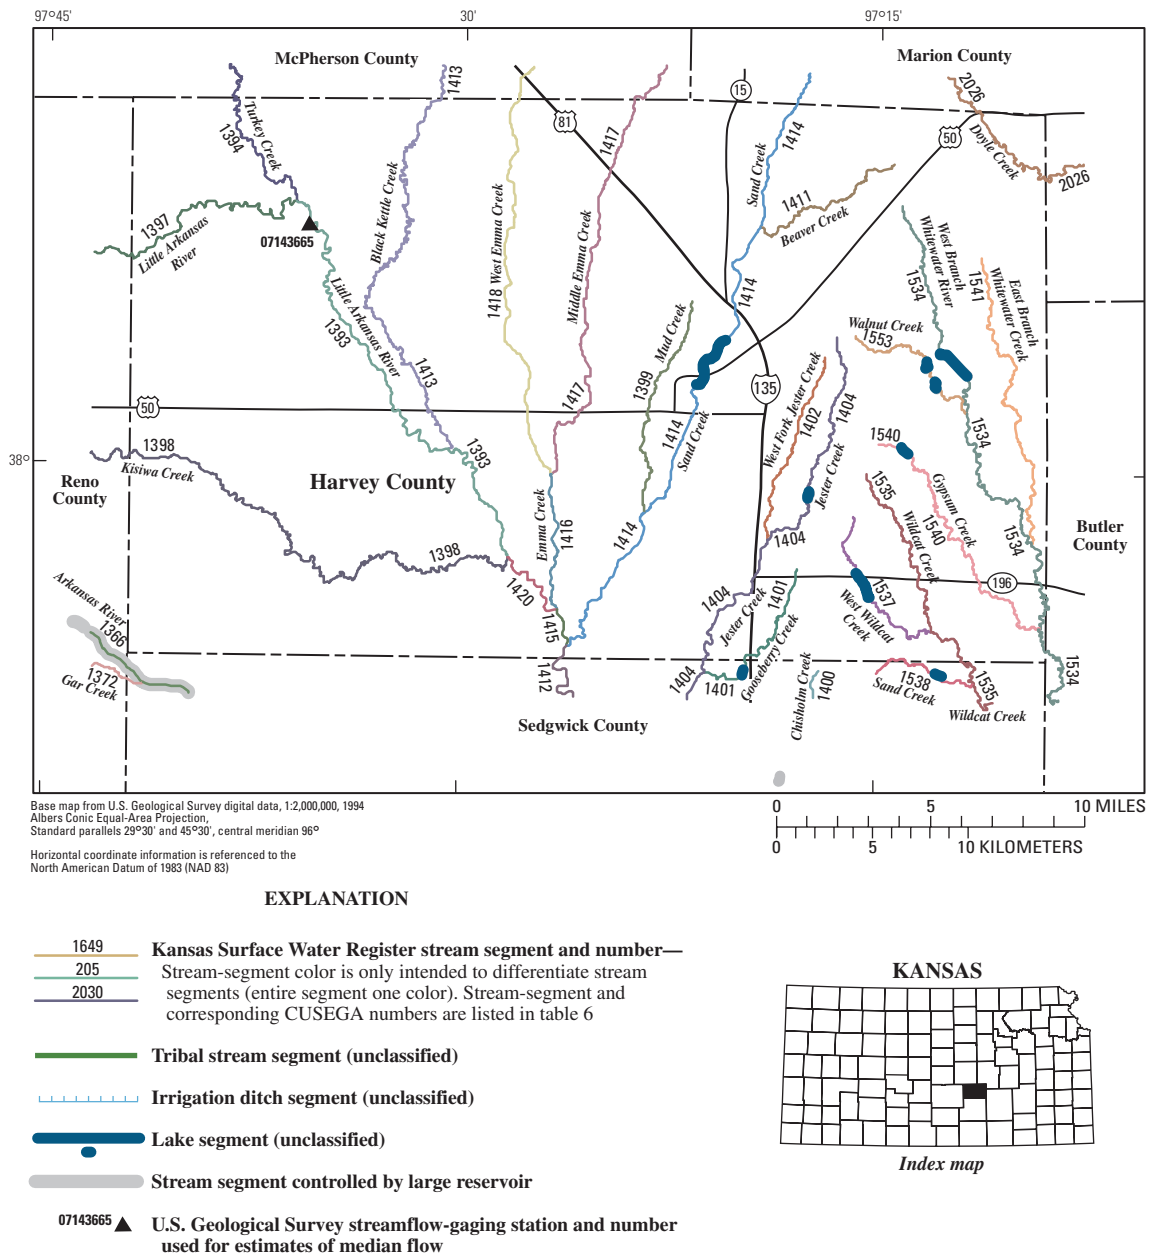 97°45'
30'
97°15'
McPherson County
Marion County
1413
15
2026
81
50
Turkey Creek
1394
1417
1414
Sand Creek
Doyle Creek
2026
Black Kettle Creek
1411
Beaver Creek
1397
Little Arkansas
River
07143665
1418 West Emma Creek
Middle Emma Creek
West Branch
Whitewater River
1534
1541
East Branch
Whitewater Creek
1414
Little Arkansas River
1393
Mud Creek
1399
Walnut Creek
1553
1413
135
West Fork Jester Creek
1402
1404
1417
50
1414
Sand Creek
1534
1398
Kisiwa Creek
1393
1540
38°
Reno
County
Harvey County
Jester Creek
1535
Gypsum Creek
1540
Wildcat Creek
Emma Creek
1416
1414
1404
1534
Butler
County
1398
196
Arkansas River
1366
1420
1415
1404
Jester Creek
1401
1537
West Wildcat
Creek
Gooseberry Creek
1372
Gar Creek
1412
1404
1401
Chisholm Creek
1400
1538
Sand Creek
1535
1534
Wildcat Creek
Sedgwick County
Base map from U.S. Geological Survey digital data, 1:2,000,000, 1994
Albers Conic Equal-Area Projection,
Standard parallels 29°30' and 45°30', central meridian 96°
Horizontal coordinate information is referenced to the
North American Datum of 1983 (NAD 83)
0 5 10 MILES
0 5 10 KILOMETERS
EXPLANATION
1649
205
2030
Kansas Surface Water Register stream segment and number—
Stream-segment color is only intended to differentiate stream
segments (entire segment one color). Stream-segment and
corresponding CUSEGA numbers are listed in table 6
Tribal stream segment (unclassified)
Irrigation ditch segment (unclassified)
Lake segment (unclassified)
Stream segment controlled by large reservoir
07143665 U.S. Geological Survey streamflow-gaging station and number
used for estimates of median flow
KANSAS
Index map